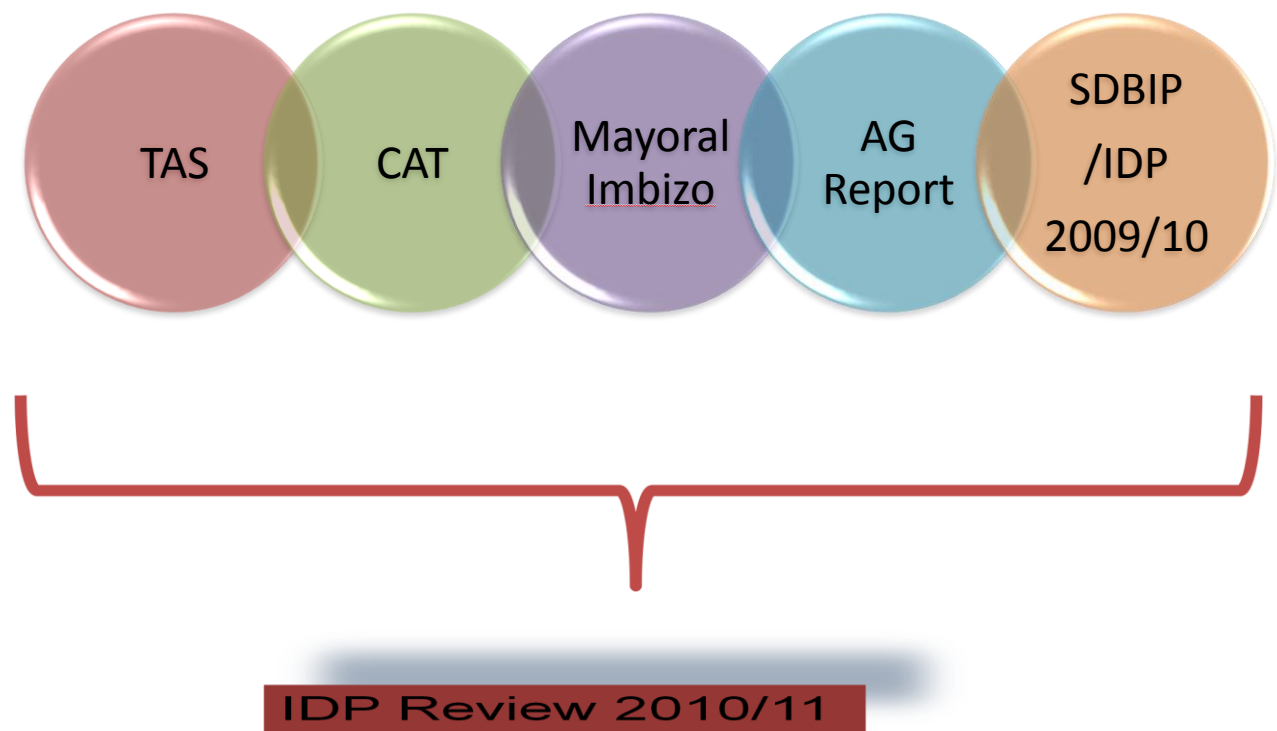 TAS
CAT
Mayoral
Imbizo
AG
Report
SDBIP
/IDP
2009/10
IDP Review 2010/11